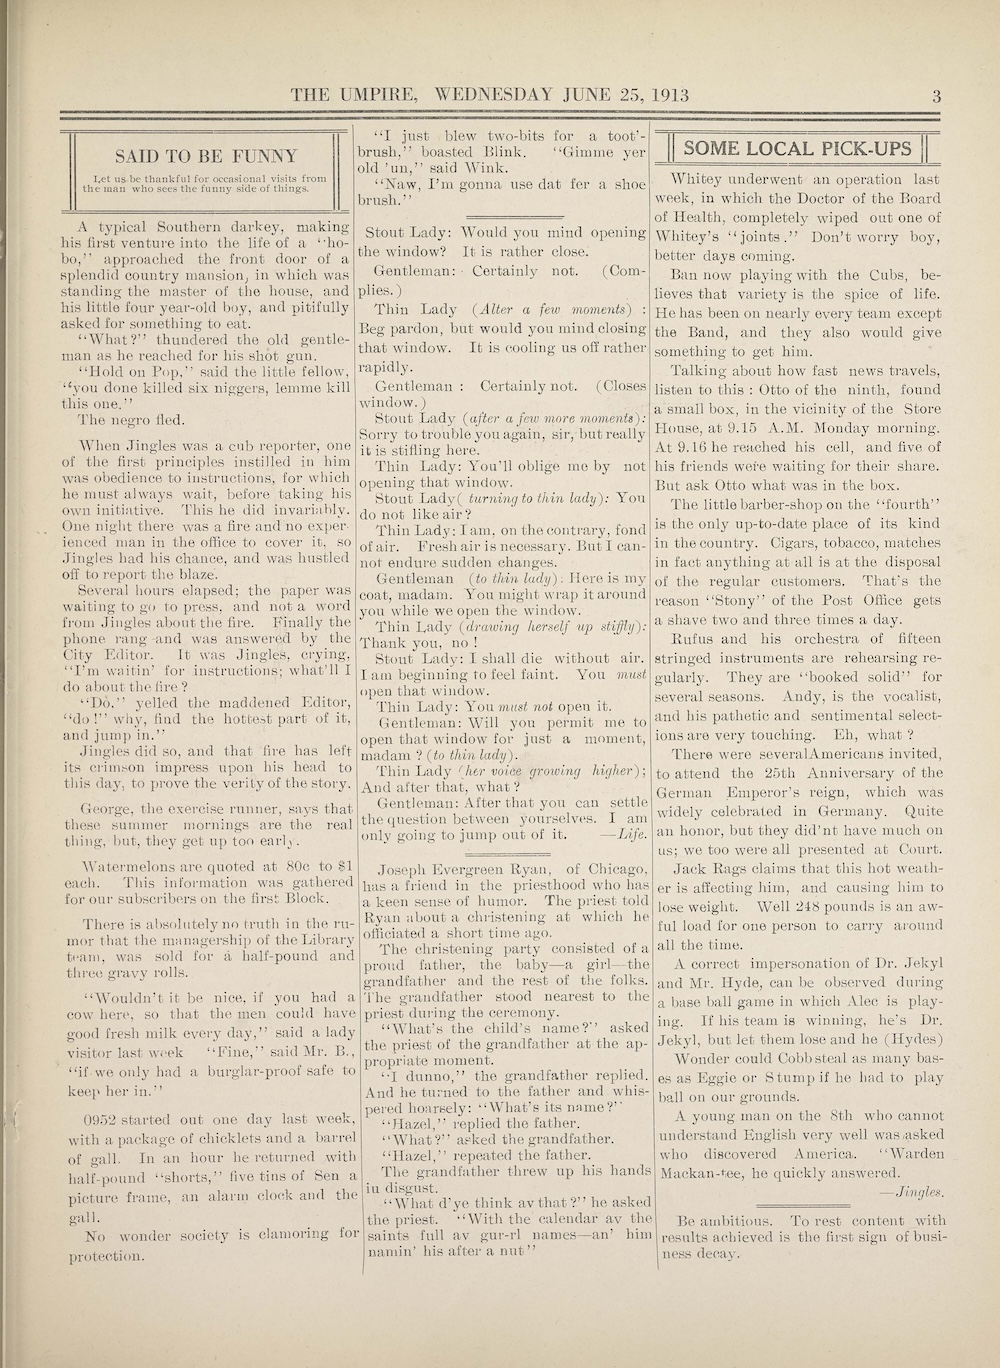 THE UMPIRE, WEDNESDAY JUNE 25, 1913
3
SAID TO BE FUNNY
Let us be thankful for occasional visits from
the man who sees the funny side of things.
A typical Southern darkey, making
his first venture into the life of a "ho-
bo," approached the front door of a
splendid country mansion, in which was
standing the master of the house, and
his little four year-old boy, and pitifully
asked for something to eat.
"What?" thundered the old gentle-
man as he reached for his shot gun.
"Hold on Pop," said the little fellow,
"you done killed six niggers, lemme kill
this one."
The negro fled.
When Jingles was a cub reporter, one
of the first principles instilled in him
was obedience to instructions, for which
he must always wait, before taking his
own initiative. This he did invariably.
One night there was a fire and no exper-
ienced man in the office to cover it, so
Jingles had his chance, and was hustled
off to report the blaze.
Several hours elapsed; the paper was
waiting to go to press, and not a word
from Jingles about the fire. Finally the
phone rang and was answered by the
City Editor. It was Jingles, crying,
"I'm waitin' for instructions; what'll I
do about the fire?
"Do." yelled the maddened Editor,
"do!" why, find the hottest part of it,
and jump in."
Jingles did so, and that fire has left
its crimson impress upon his head to
this day, to prove the verity of the story.
George, the exercise runner, says that
these summer mornings are the real
thing, but, they get up too early.
Watermelons are quoted at 80c to $1
each. This information was gathered
for our subscribers on the first Block.
There is absolutely no truth in the ru-
mor that the managership of the Library
team, was sold for a half-pound and
three gravy rolls.
"Wouldn't it be nice, if you had a
cow here, so that the men could have
good fresh milk every day," said a lady
visitor last week "Fine," said Mr. B.,
"if we only had a burglar-proof safe to
keep her in."
0952 started out one day last week,
with a package of chicklets and a barrel
of gall. In an hour he returned with
half-pound "shorts," five tins of Sen a
picture frame, an alarm clock and the
gall.
No wonder society is clamoring for
protection.
"I just blew two-bits for a toot'-
brush," boasted Blink. "Gimme yer
old 'un," said Wink.
"Naw, I'm gonna use dat fer a shoe
brush."
Stout Lady: Would you mind opening
the window? It is rather close.
Gentleman: Certainly not. (Com-
plies.)
Thin Lady (Alter a few moments) :
Beg pardon, but would you mind closing
that window. It is cooling us off rather
rapidly.
Gentleman : Certainly not. (Closes
window.)
Stout Lady (after a few more moments):
Sorry to trouble you again, sir, but really
it is stifling here.
Thin Lady: You'll oblige me by not
opening that window.
Stout Lady( turning to thin lady): You
do not like air?
Thin Lady; I am, on the contrary, fond
of air. Fresh air is necessary. But I can-
not endure sudden changes.
Gentleman (to thin lady): Here is my
coat, madam. You might wrap it around
you while we open the window.
Thin Lady (drawing herself up stiffly):
Thank you, no !
Stout Lady: I shall die without air.
I am beginning to feel faint. You must
open that window.
Thin Lady: You must not open it.
Gentleman: Will you permit me to
open that window for just a moment,
madam ? (to thin lady).
Thin Lady (her voice growing higher);
And after that, what?
Gentleman: After that you can settle
the question between yourselves. I am
only going to jump out of it. —Life.
Joseph Evergreen Ryan, of Chicago,
has a friend in the priesthood who has
a keen sense of humor. The priest told
Ryan about a christening at which he
officiated a short time ago.
The christening party consisted of a
proud father, the baby—a girl—the
grandfather and the rest of the folks.
The grandfather stood nearest to the
priest during the ceremony.
"What's the child's name?" asked
the priest of the grandfather at the ap-
propriate moment.
"I dunno," the grandfather replied.
And he turned to the father and whis-
pered hoarsely: "What's its name?"
"Hazel," replied the father.
"What?" asked the grandfather.
"Hazel," repeated the father.
The grandfather threw up his hands
in disgust.
"What d'ye think av that?" he asked
the priest. "With the calendar av the
saints full av gur-rl names—an' him
namin' his after a nut"
SOME LOCAL PICK-UPS
Whitey underwent an operation last
week, in which the Doctor of the Board
of Health, completely wiped out one of
Whitey's "joints." Don't worry boy,
better days coming.
Ban now playing with the Cubs, be-
lieves that variety is the spice of life.
He has been on nearly every team except
the Band, and they also would give
something to get him.
Talking about how fast news travels,
listen to this : Otto of the ninth, found
a small box, in the vicinity of the Store
House, at 9.15 A.M. Monday morning.
At 9.16 he reached his cell, and five of
his friends were waiting for their share.
But ask Otto what was in the box.
The little barber-shop on the "fourth"
is the only up-to-date place of its kind
in the country. Cigars, tobacco, matches
in fact anything at all is at the disposal
of the regular customers. That's the
reason "Stony" of the Post Office gets
a shave two and three times a day.
Rufus and his orchestra of fifteen
stringed instruments are rehearsing re-
gularly. They are "booked solid" for
several seasons. Andy, is the vocalist,
and his pathetic and sentimental select-
ions are very touching. Eh, what ?
There were severalAmericans invited,
to attend the 25th Anniversary of the
German Emperor's reign, which was
widely celebrated in Germany. Quite
an honor, but they did'nt have much on
us; we too were all presented at Court.
Jack Rags claims that this hot weath-
er is affecting him, and causing him to
lose weight. Well 248 pounds is an aw-
ful load for one person to carry around
all the time.
A correct impersonation of Dr. Jekyl
and Mr. Hyde, can be observed during
a base ball game in which Alec is play-
ing. If his team is winning, he's Dr.
Jekyl, but let them lose and he (Hydes)
Wonder could Cobb steal as many bas-
es as Eggie or Stump if he had to play
ball on our grounds.
A young man on the 8th who cannot
understand English very well was asked
who discovered America. "Warden
Mackan-tee, he quickly answered.
—Jingles.
Be ambitious. To rest content with
results achieved is the first sign of busi-
ness decay.